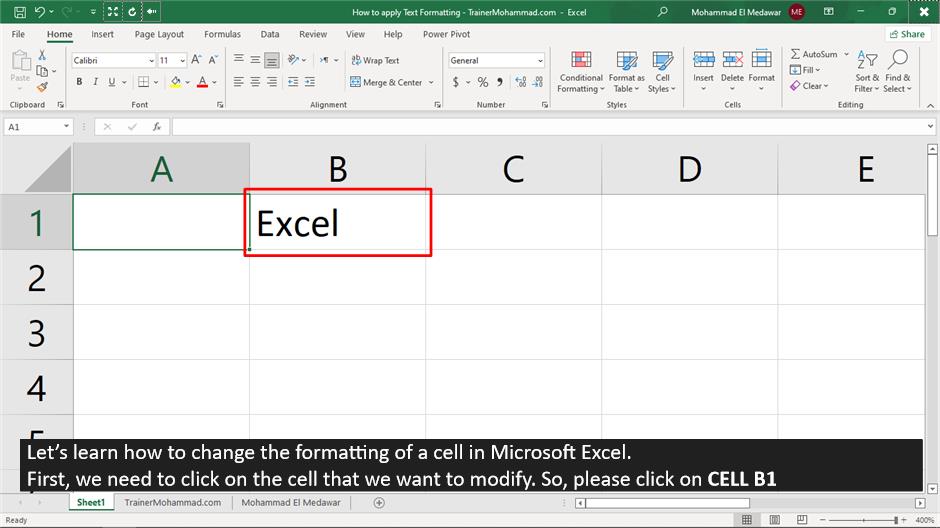 How to apply Text Formatting - TrainerMohammad.com - Excel
Mohammad El Medawar
ME
File Home Insert Page Layout Formulas Data Review View Help Power Pivot
Share
Paste
Clipboard
Calibri 11
B I U
Font
Wrap Text
Merge & Center
Alignment
General
$ % ,
Number
Conditional Formatting
Format as Table
Cell Styles
Styles
Insert
Delete
Format
Cells
AutoSum
Fill
Clear
Sort & Filter
Find & Select
Editing
A1
fx
A B C D E
1 Excel
2
3
4
5
Let’s learn how to change the formatting of a cell in Microsoft Excel.
First, we need to click on the cell that we want to modify. So, please click on CELL B1
Sheet1 TrainerMohammad.com Mohammad El Medawar
Ready
400%